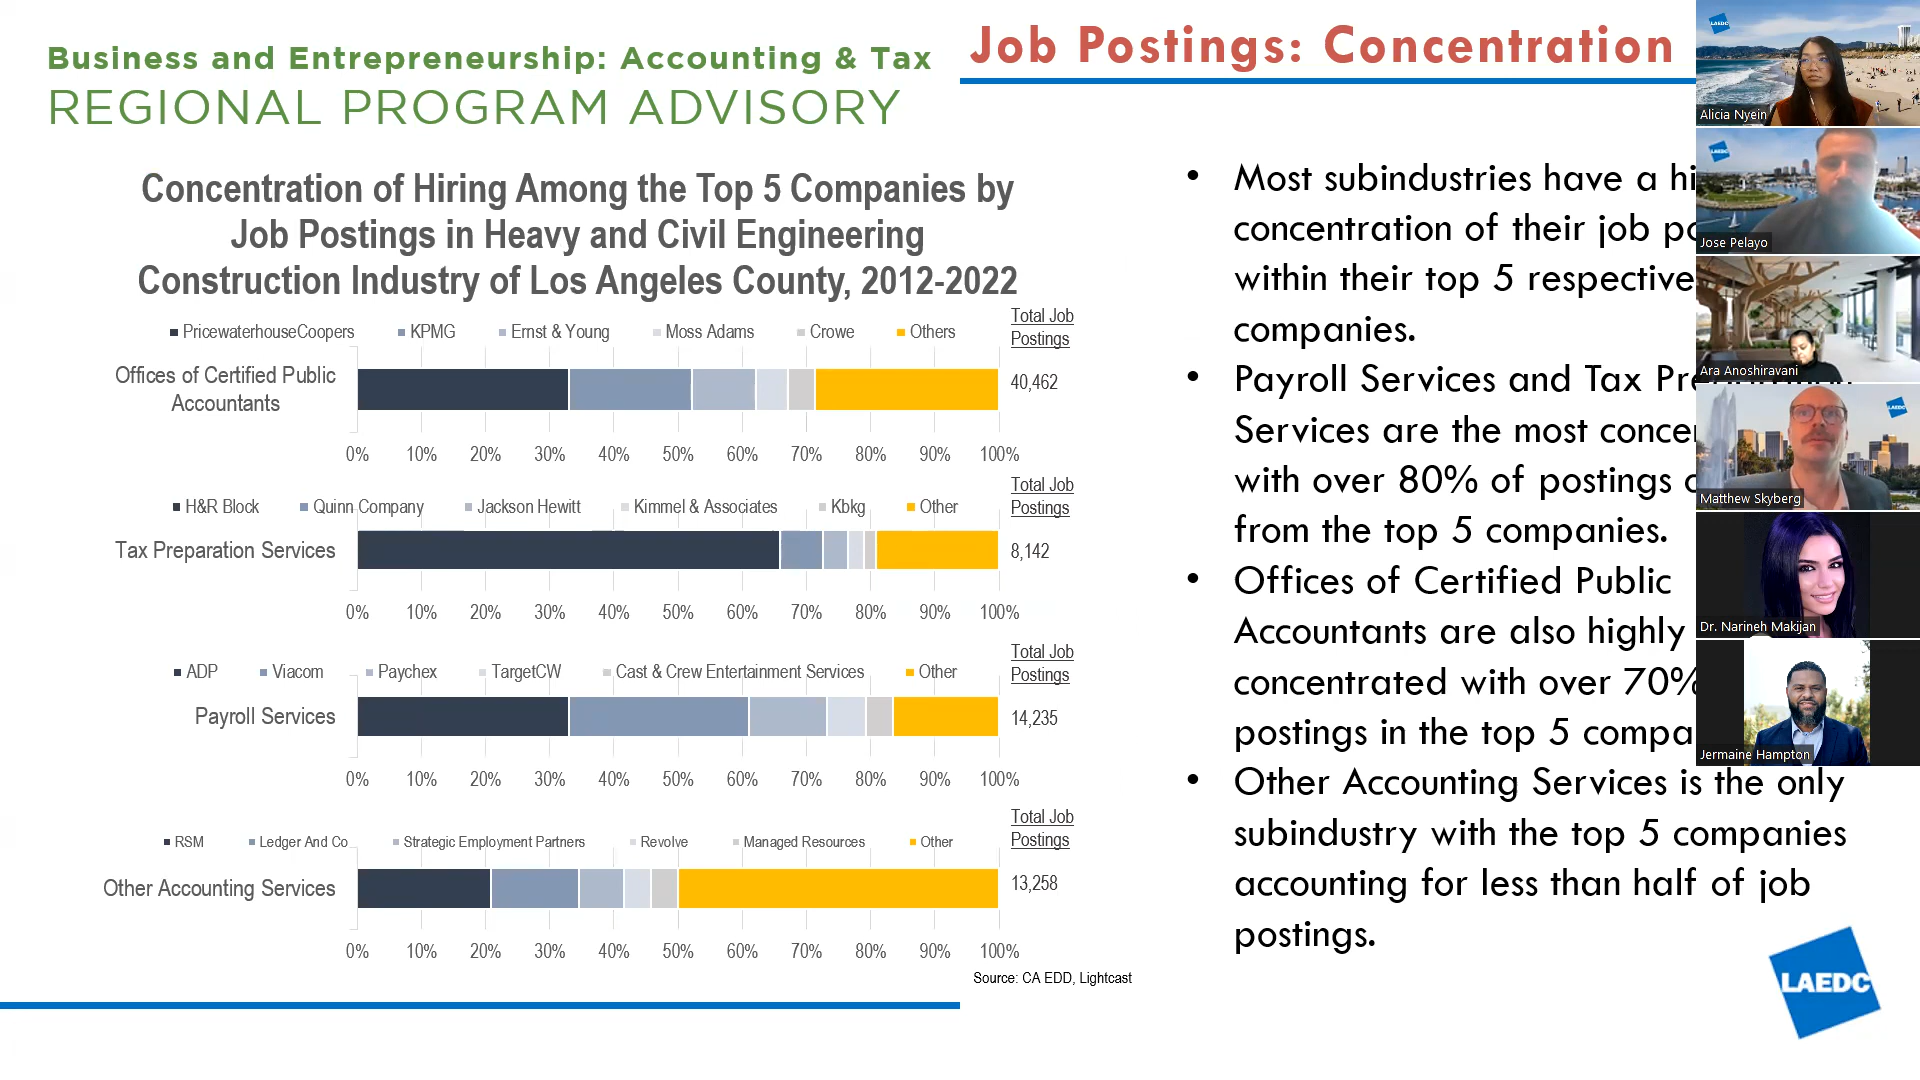 Business and Entrepreneurship: Accounting & Tax
REGIONAL PROGRAM ADVISORY
Job Postings: Concentration
Concentration of Hiring Among the Top 5 Companies by
Job Postings in Heavy and Civil Engineering
Construction Industry of Los Angeles County, 2012-2022
Total Job
Postings
PricewaterhouseCoopers KPMG Ernst & Young Moss Adams Crowe Others
Offices of Certified Public
Accountants
40,462
0% 10% 20% 30% 40% 50% 60% 70% 80% 90% 100%
Total Job
Postings
H&R Block Quinn Company Jackson Hewitt Kimmel & Associates Kbkg Other
Tax Preparation Services
8,142
0% 10% 20% 30% 40% 50% 60% 70% 80% 90% 100%
Total Job
Postings
ADP Viacom Paychex TargetCW Cast & Crew Entertainment Services Other
Payroll Services
14,235
0% 10% 20% 30% 40% 50% 60% 70% 80% 90% 100%
Total Job
Postings
RSM Ledger And Co Strategic Employment Partners Revolve Managed Resources Other
Other Accounting Services
13,258
0% 10% 20% 30% 40% 50% 60% 70% 80% 90% 100%
Source: CA EDD, Lightcast
• Most subindustries have a hi
concentration of their job po
within their top 5 respective
companies.
• Payroll Services and Tax Pr
Services are the most conce
with over 80% of postings
from the top 5 companies.
• Offices of Certified Public
Accountants are also highly
concentrated with over 70%
postings in the top 5 compa
• Other Accounting Services is the only
subindustry with the top 5 companies
accounting for less than half of job
postings.
LAEDC
Alicia Nyein
LAEDC
Jose Pelayo
Ara Anoshiravani
LAEDC
Matthew Skyberg
Dr. Narineh Makijan
Jermaine Hampton
LAEDC